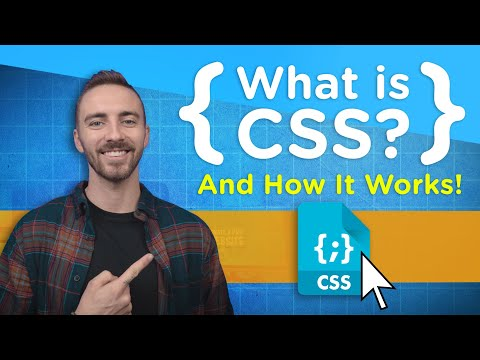 { What is
CSS? }
And How It Works!
{;}
CSS